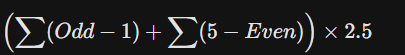 (∑(Odd − 1) + ∑(5 − Even)) × 2.5